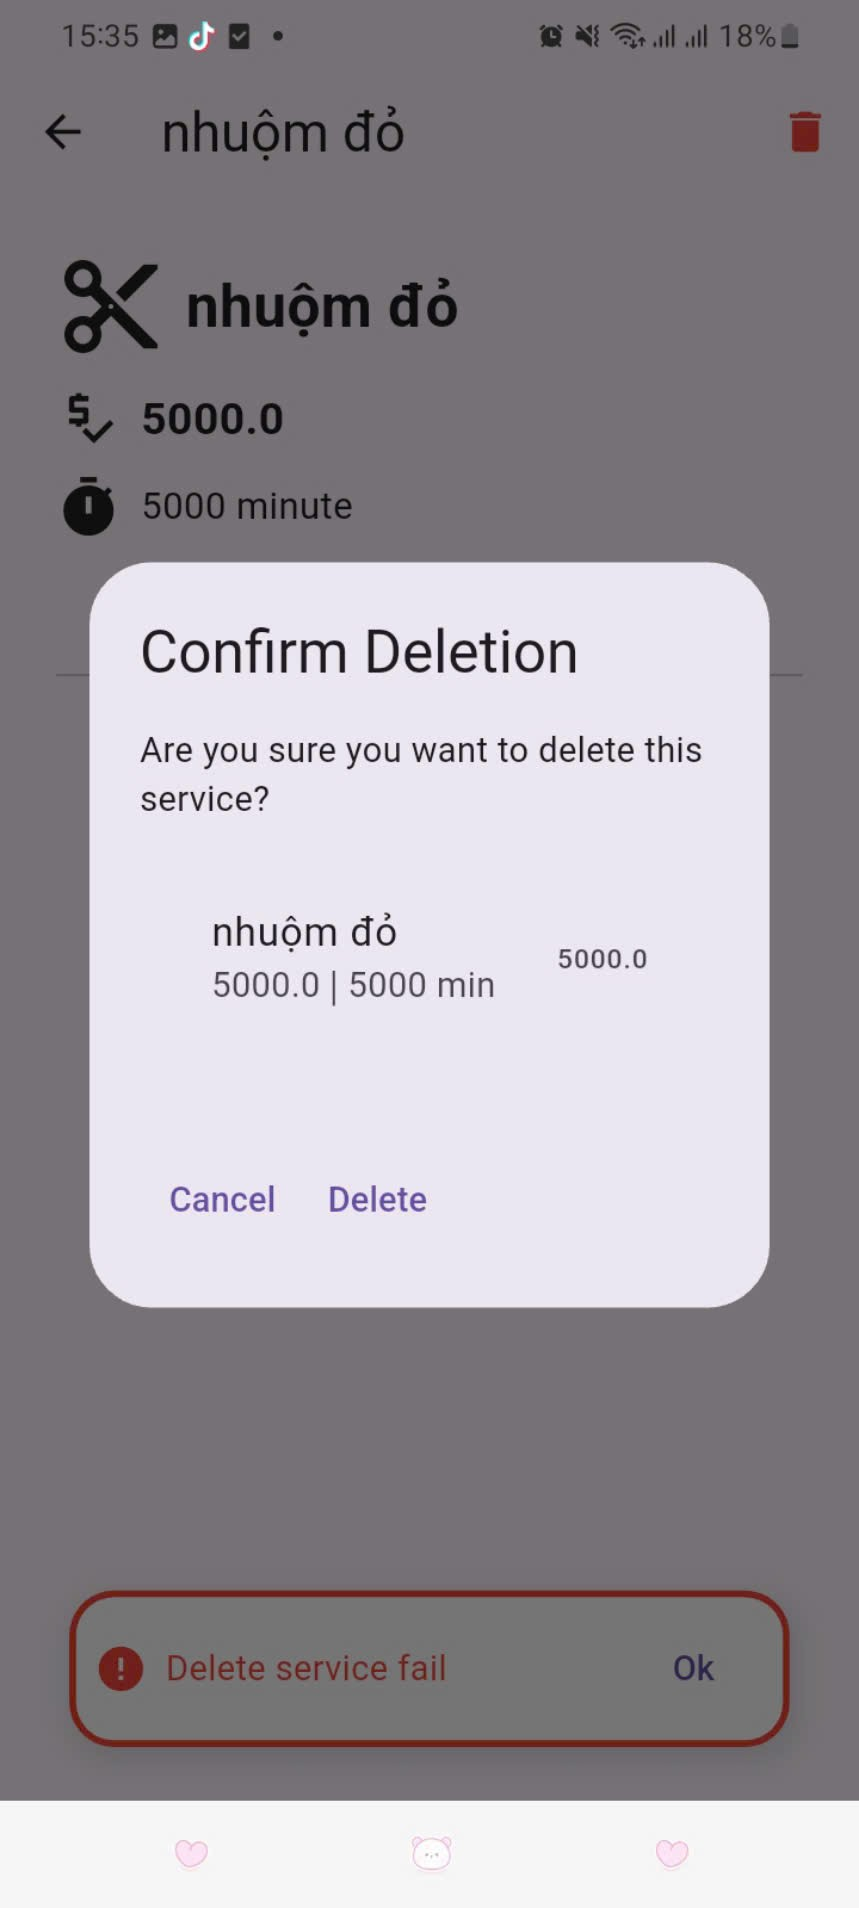 15:35
18%
nhuộm đỏ
nhuộm đỏ
5000.0
5000 minute
Confirm Deletion
Are you sure you want to delete this
service?
nhuộm đỏ
5000.0 | 5000 min
5000.0
Cancel Delete
Delete service fail
Ok